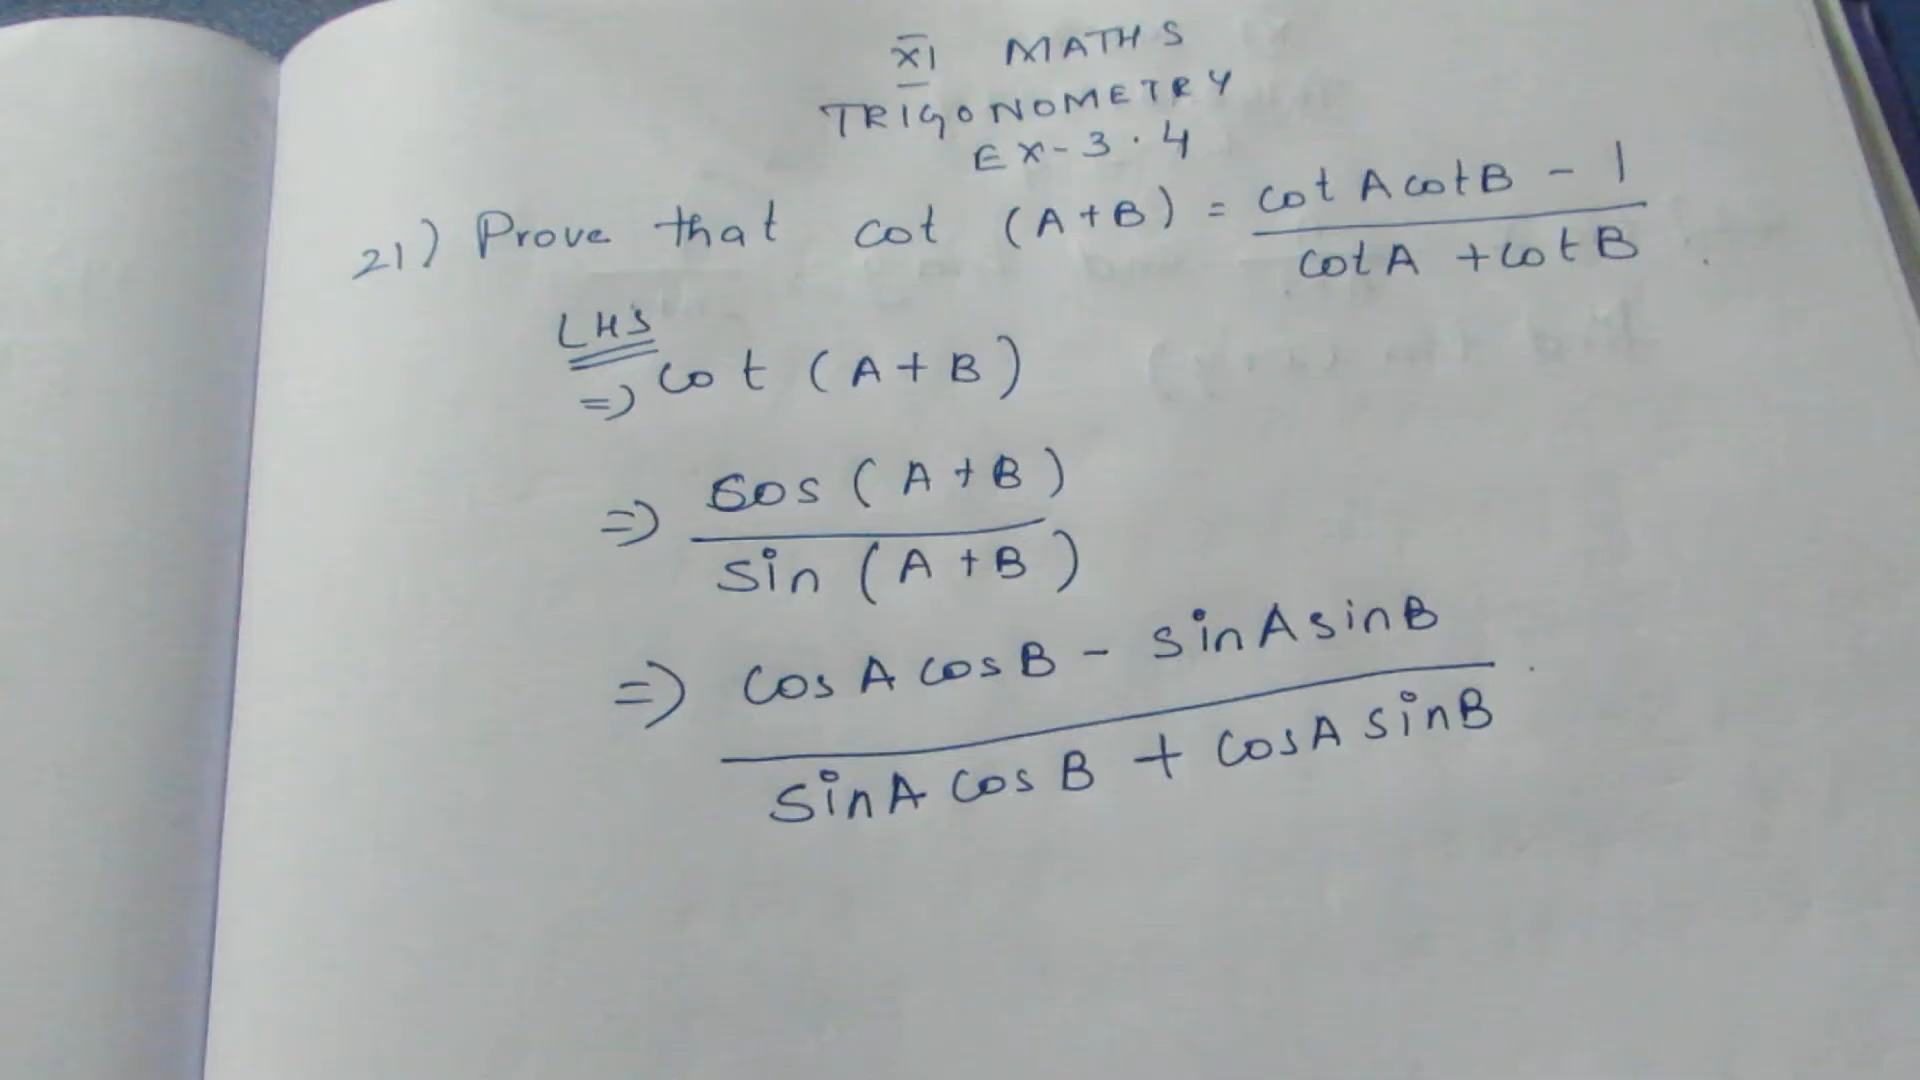 XI MATHS
TRIGONOMETRY
EX-3.4
21) Prove that cot (A+B) = cot A cot B - 1
cot A + cot B
LHS
=> cot (A+B)
=> cos (A+B)
sin (A+B)
=> cos A cos B - sin A sin B
sin A cos B + cos A sin B